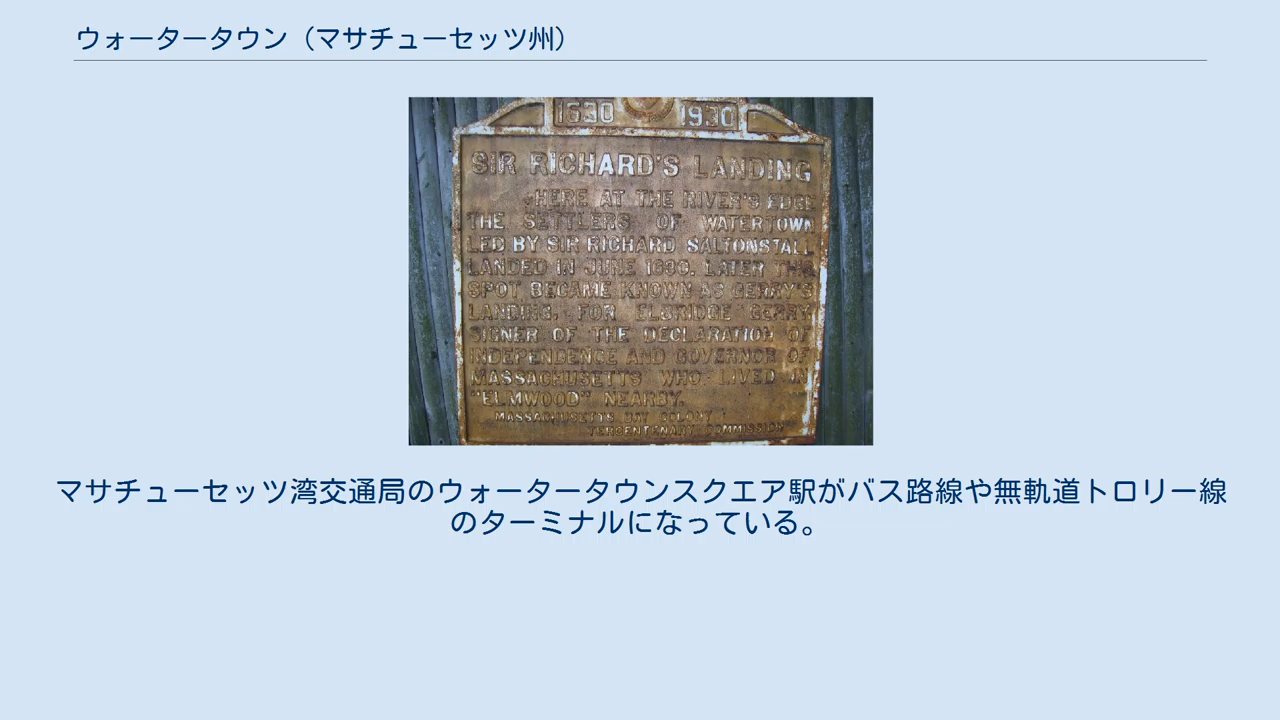 ウォータータウン（マサチューセッツ州）
1630 1930
SIR RICHARD'S LANDING
HERE AT THE RIVER'S EDGE
THE SETTLERS OF WATERTOWN
LED BY SIR RICHARD SALTONSTALL
LANDED IN JUNE 1630. LATER THIS
SPOT BECAME KNOWN AS GERRY'S
LANDING, FOR ELBRIDGE GERRY
SIGNER OF THE DECLARATION OF
INDEPENDENCE AND GOVERNOR OF
MASSACHUSETTS WHO LIVED IN
"ELMWOOD" NEARBY.
MASSACHUSETTS BAY COLONY
TERCENTENARY COMMISSION
マサチューセッツ湾交通局のウォータータウンスクエア駅がバス路線や無軌道トロリー線
のターミナルになっている。